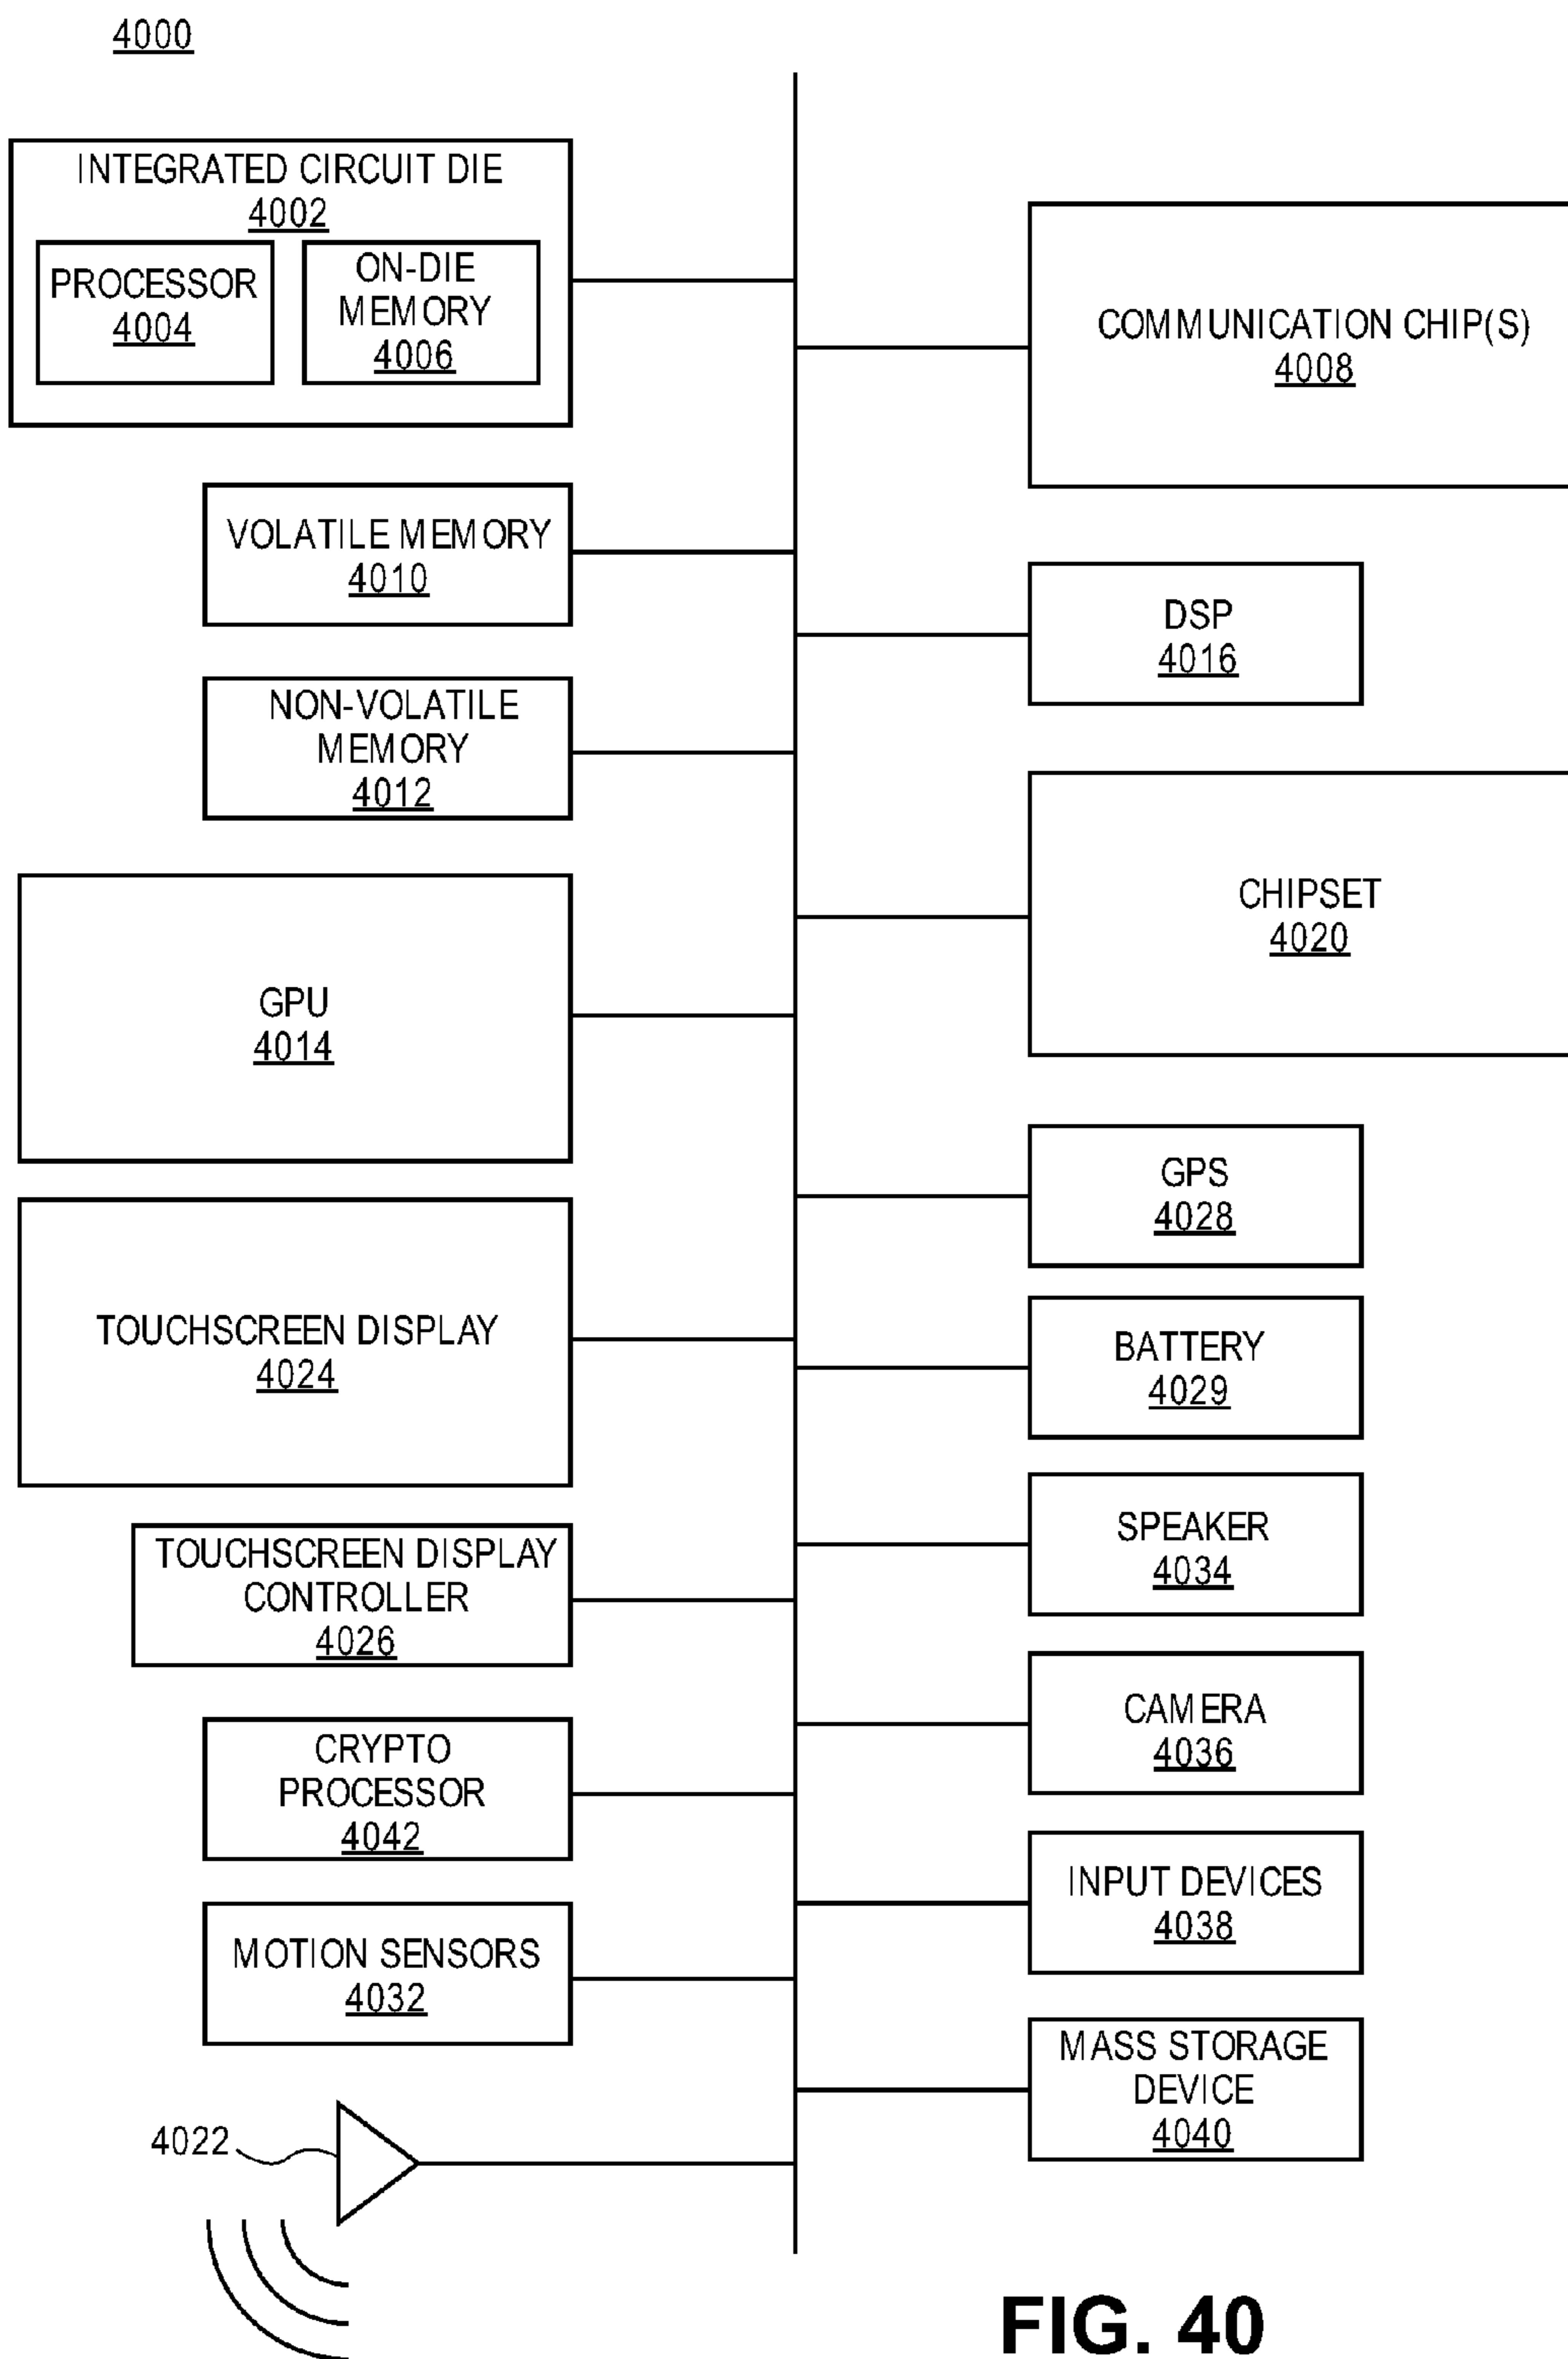 4000
INTEGRATED CIRCUIT DIE
4002
PROCESSOR
4004
ON-DIE
MEMORY
4006
VOLATILE MEMORY
4010
NON-VOLATILE
MEMORY
4012
GPU
4014
TOUCHSCREEN DISPLAY
4024
TOUCHSCREEN DISPLAY
CONTROLLER
4026
CRYPTO
PROCESSOR
4042
MOTION SENSORS
4032
4022
COMMUNICATION CHIP(S)
4008
DSP
4016
CHIPSET
4020
GPS
4028
BATTERY
4029
SPEAKER
4034
CAMERA
4036
INPUT DEVICES
4038
MASS STORAGE
DEVICE
4040
FIG. 40